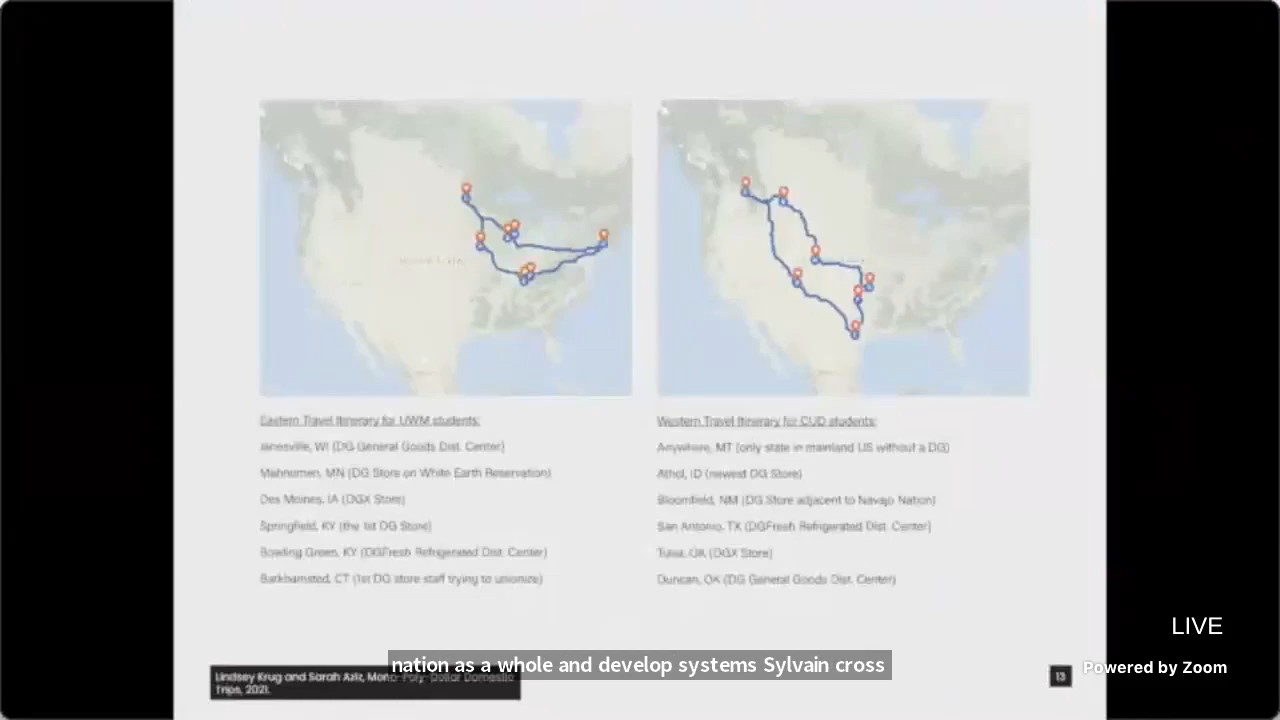 Eastern Travel Itinerary for UWM students:
Janesville, WI (DG General Goods Dist. Center)
Mahnomen, MN (DG Store on White Earth Reservation)
Des Moines, IA (DGX Store)
Springfield, KY (the 1st DG Store)
Bowling Green, KY (DGFresh Refrigerated Dist. Center)
Barkhamsted, CT (1st DG store staff trying to unionize)
Western Travel Itinerary for CUD students:
Anywhere, MT (only state in mainland US without a DG)
Athol, ID (newest DG Store)
Bloomfield, NM (DG Store adjacent to Navajo Nation)
San Antonio, TX (DGFresh Refrigerated Dist. Center)
Tulsa, OK (DGX Store)
Duncan, OK (DG General Goods Dist. Center)
LIVE
nation as a whole and develop systems Sylvain cross
Powered by Zoom
Lindsey Krug and Sarah Aziz, Mono-Poly-Dollar Domestic
Trips, 2021.
13